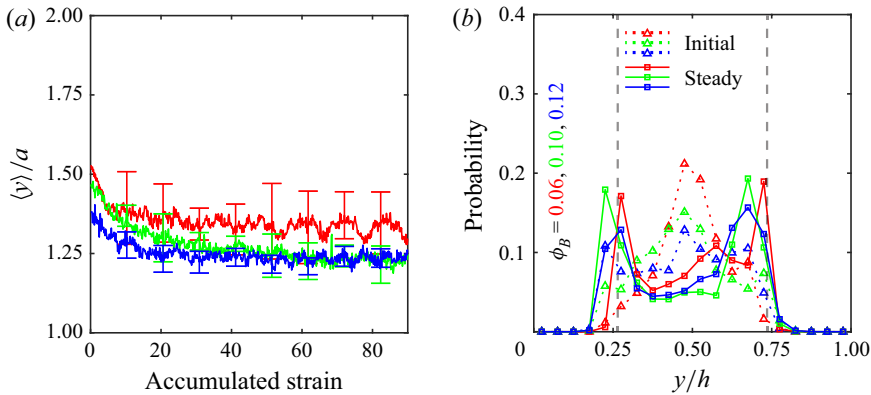 (a)
2.00
1.75
1.50
1.25
1.00
⟨y⟩/a
0 20 40 60 80
Accumulated strain
(b)
0.4
0.3
0.2
0.1
0
Probability
ϕ_B = 0.06, 0.10, 0.12
Initial
Steady
0 0.25 0.50 0.75 1.00
y/h